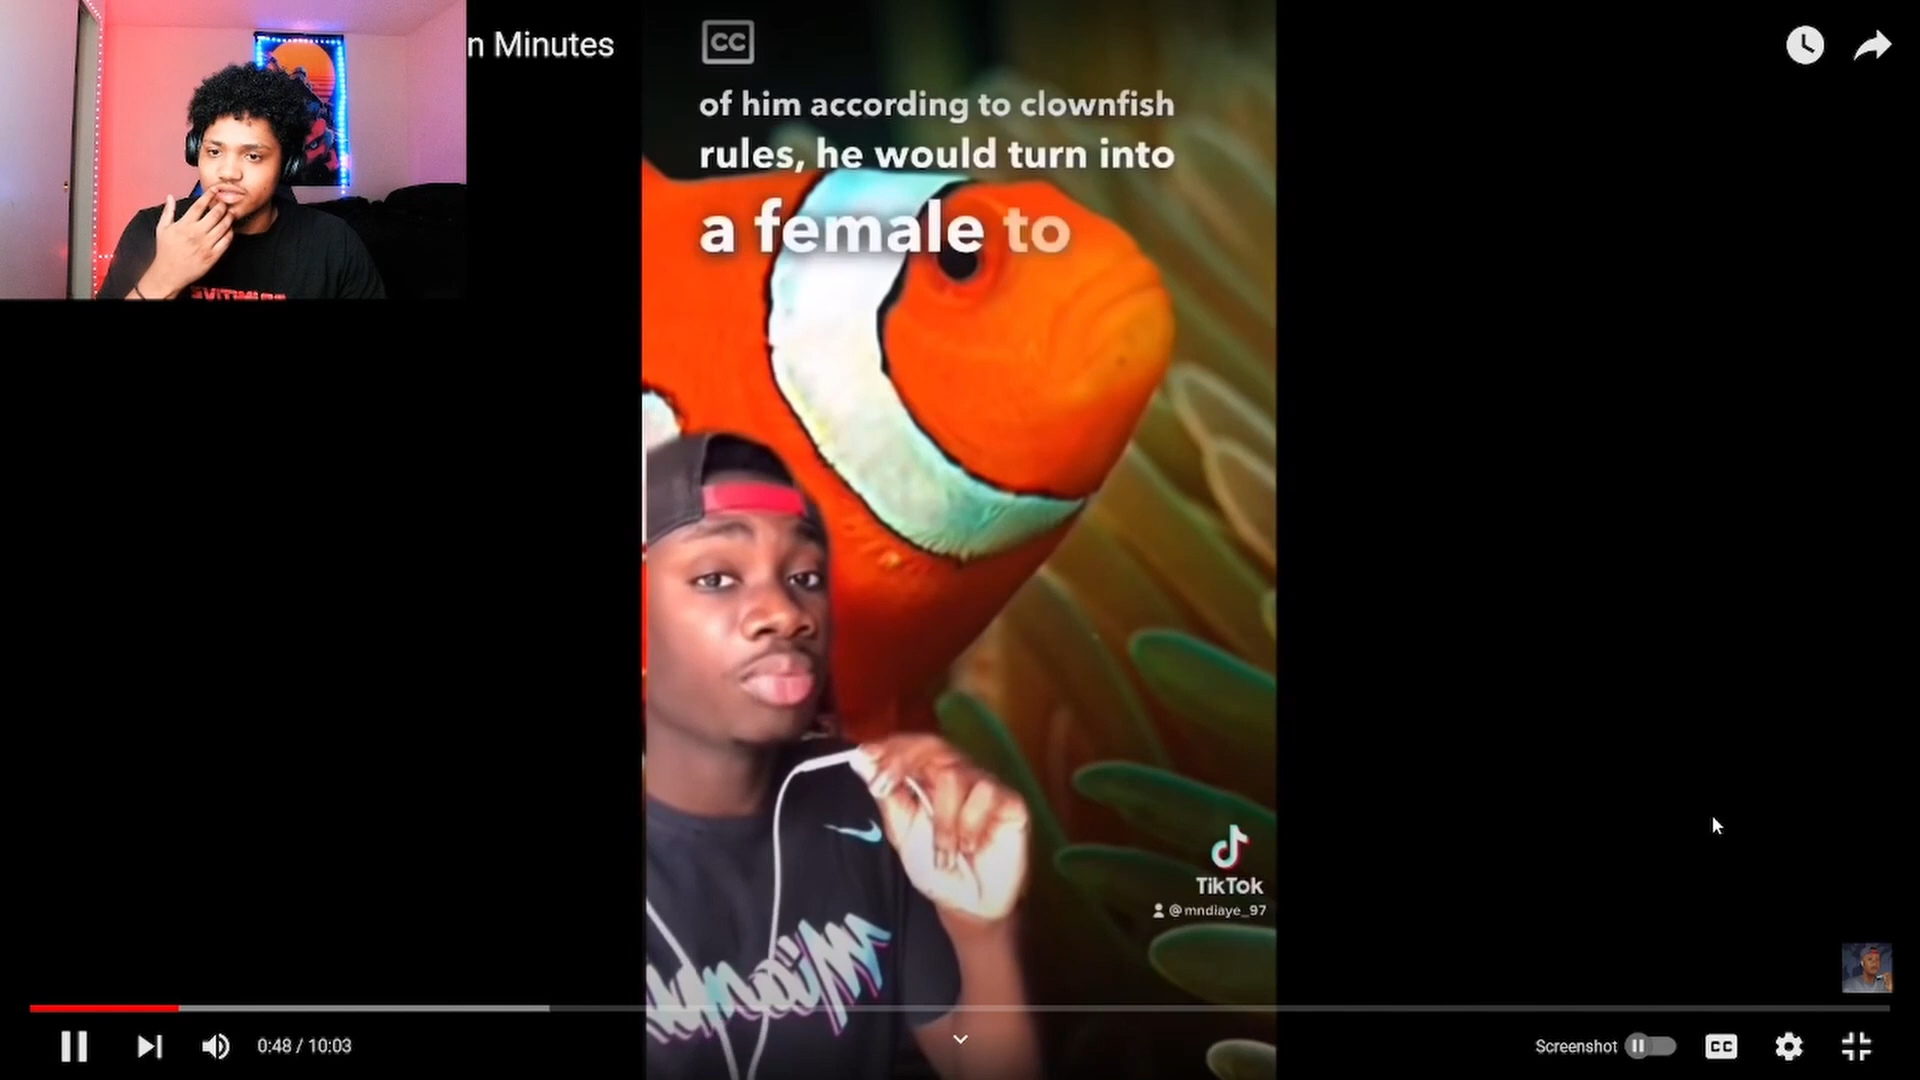 n Minutes
CC
of him according to clownfish
rules, he would turn into
a female to
TikTok
@mndiaye_97
0:48 / 10:03
Screenshot
CC